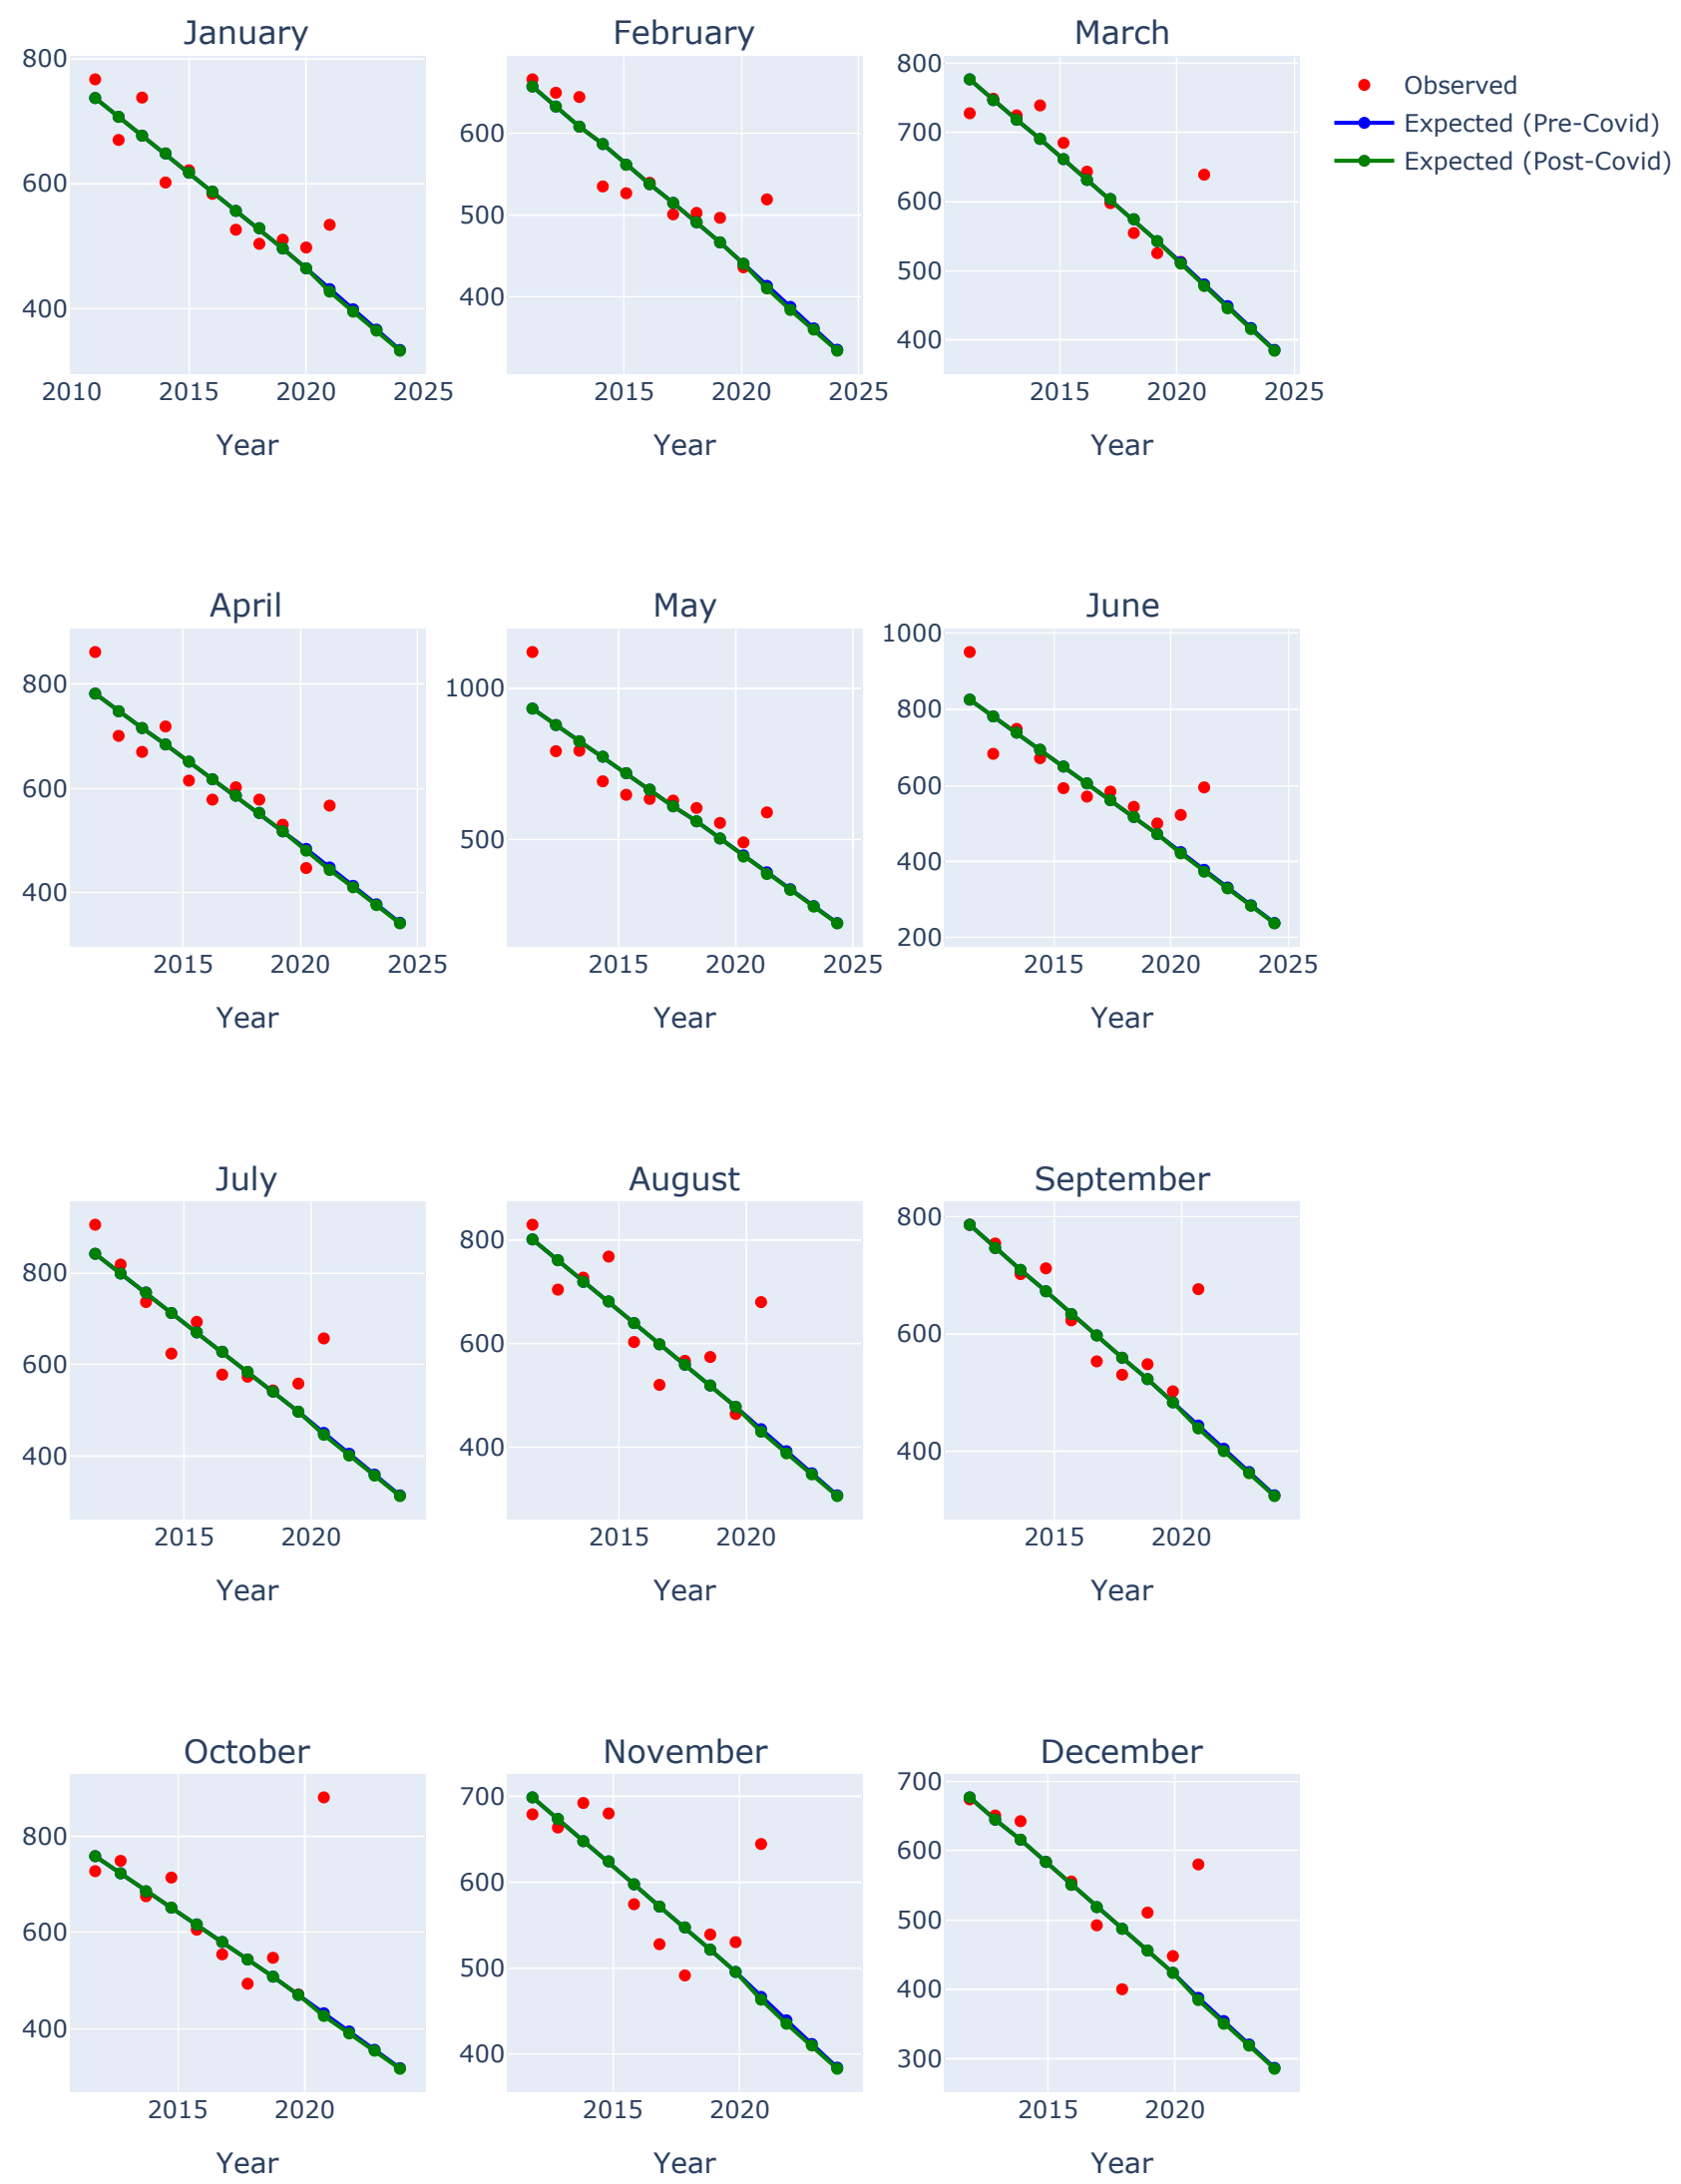 January
February
March
800
600
400
2010
2015
2020
2025
Year
600
500
400
2015
2020
2025
Year
800
700
600
500
400
2015
2020
2025
Year
Observed
Expected (Pre-Covid)
Expected (Post-Covid)
April
May
June
800
600
400
2015
2020
2025
Year
1000
500
2015
2020
2025
Year
1000
800
600
400
200
2015
2020
2025
Year
July
August
September
800
600
400
2015
2020
Year
800
600
400
2015
2020
Year
800
600
400
2015
2020
Year
October
November
December
800
600
400
2015
2020
Year
700
600
500
400
2015
2020
Year
700
600
500
400
300
2015
2020
Year